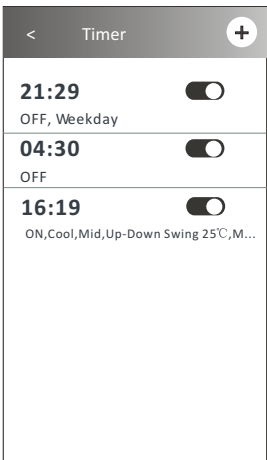 < Timer +
21:29
OFF, Weekday
04:30
OFF
16:19
ON,Cool,Mid,Up-Down Swing 25℃,M...